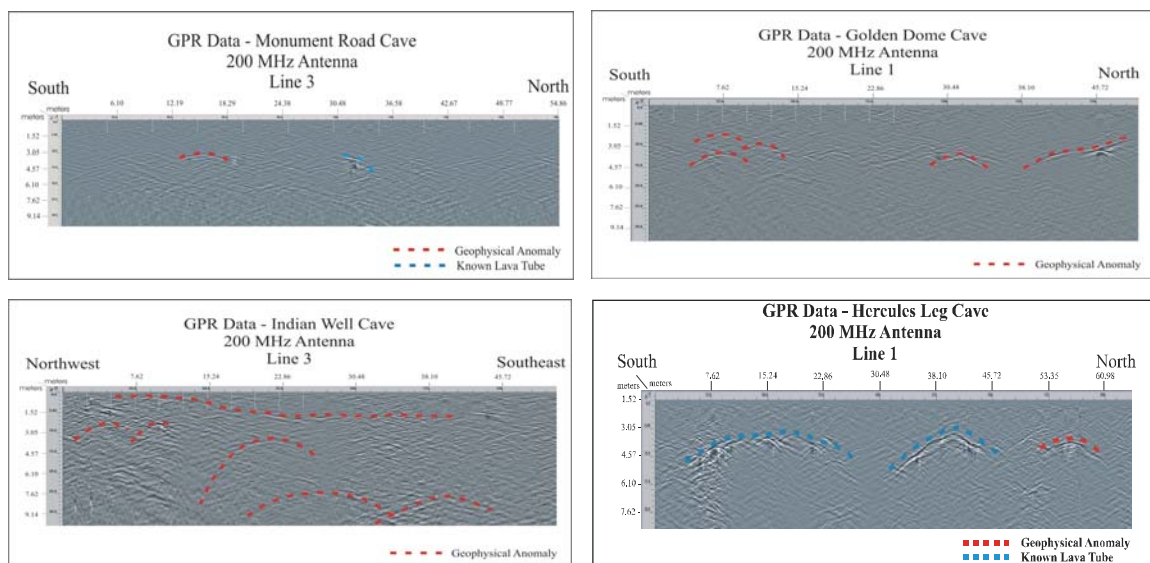 GPR Data - Monument Road Cave
200 MHz Antenna
Line 3
South
North
meters
6.10 12.19 18.29 24.38 30.48 36.58 42.67 48.77 54.86
meters
1.52
3.05
4.57
6.10
7.62
9.14
Geophysical Anomaly
Known Lava Tube
GPR Data - Golden Dome Cave
200 MHz Antenna
Line 1
South
North
meters
7.62 15.24 22.86 30.48 38.10 45.72
meters
1.52
3.05
4.57
6.10
7.62
9.14
Geophysical Anomaly
GPR Data - Indian Well Cave
200 MHz Antenna
Line 3
Northwest
Southeast
meters
7.62 15.24 22.86 30.48 38.10 45.72
meters
1.52
3.05
4.57
6.10
7.62
9.14
Geophysical Anomaly
GPR Data - Hercules Leg Cave
200 MHz Antenna
Line 1
South
North
meters meters
7.62 15.24 22,86 30.48 38.10 45.72 53.35 60.98
1.52
3.05
4.57
6.10
7.62
Geophysical Anomaly
Known Lava Tube